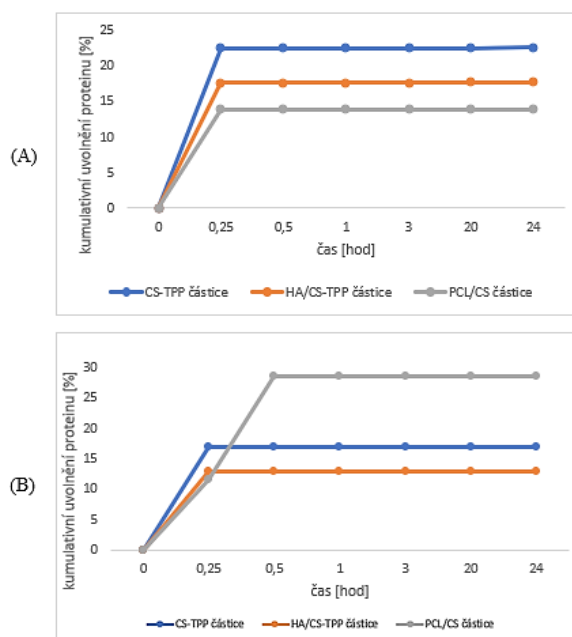 (A)
kumulativní uvolnění proteinu [%]
25
20
15
10
5
0
0 0,25 0,5 1 3 20 24
čas [hod]
CS-TPP částice HA/CS-TPP částice PCL/CS částice
(B)
kumulativní uvolnění proteinu [%]
30
25
20
15
10
5
0
0 0,25 0,5 1 3 20 24
čas [hod]
CS-TPP částice HA/CS-TPP částice PCL/CS částice